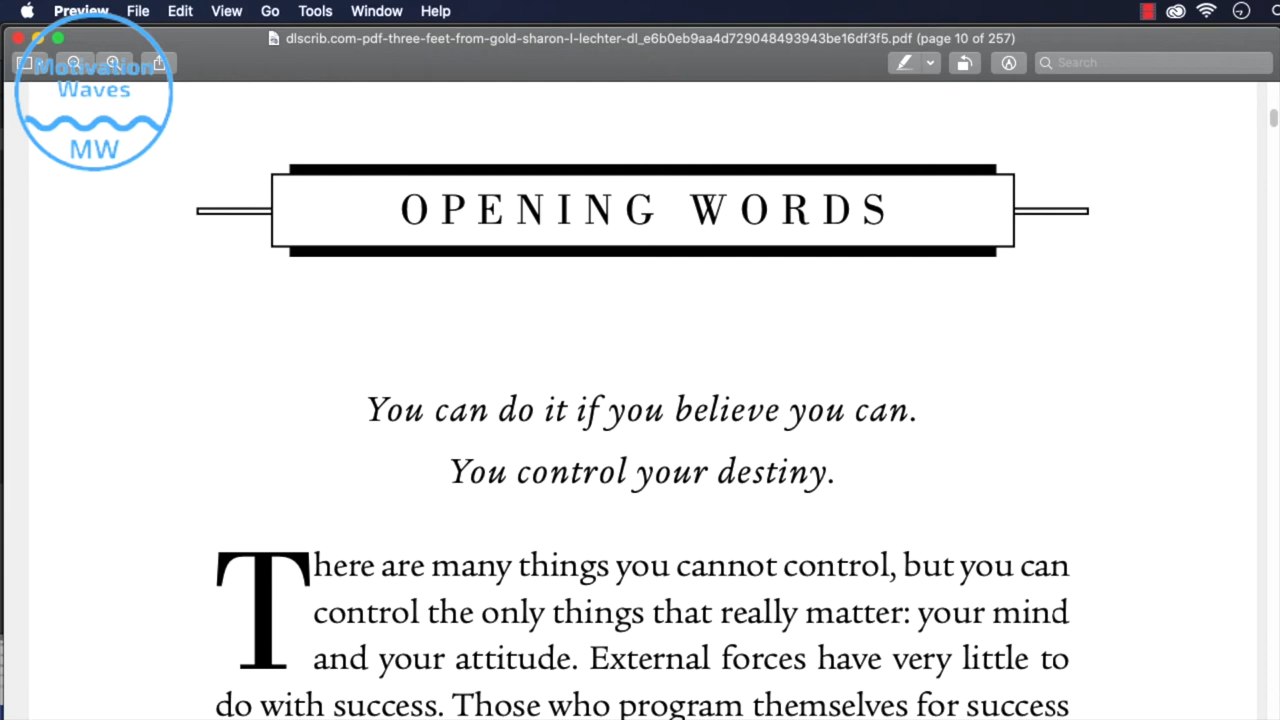 Preview File Edit View Go Tools Window Help
dlscrib.com-pdf-three-feet-from-gold-sharon-l-lechter-dl_e6b0eb9aa4d729048493943be16df3f5.pdf (page 10 of 257)
Search
Motivation
Waves
MW
OPENING WORDS
You can do it if you believe you can.
You control your destiny.
There are many things you cannot control, but you can
control the only things that really matter: your mind
and your attitude. External forces have very little to
do with success. Those who program themselves for success